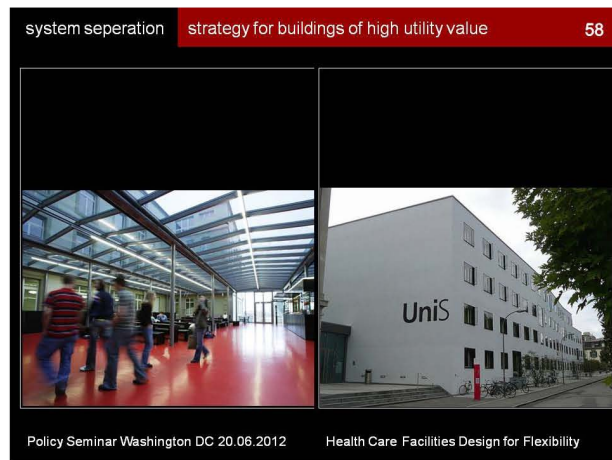 system seperation
strategy for buildings of high utility value
58
UniS
Policy Seminar Washington DC 20.06.2012
Health Care Facilities Design for Flexibility